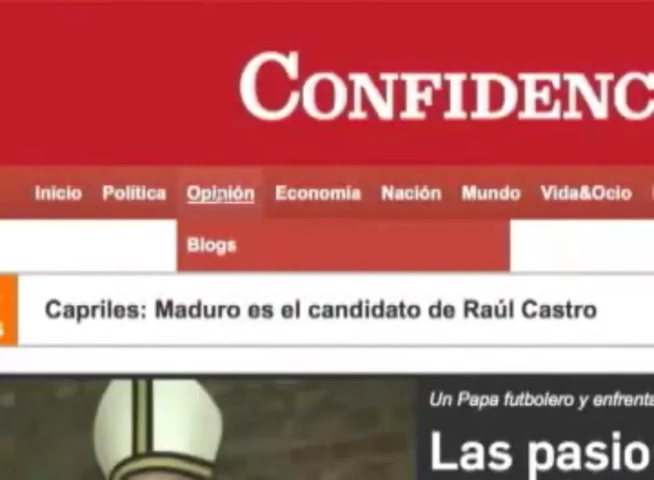 CONFIDENC
Inicio Política Opinión Economía Nación Mundo Vida&Ocio
Blogs
Capriles: Maduro es el candidato de Raúl Castro
Un Papa futbolero y enfrenta
Las pasio